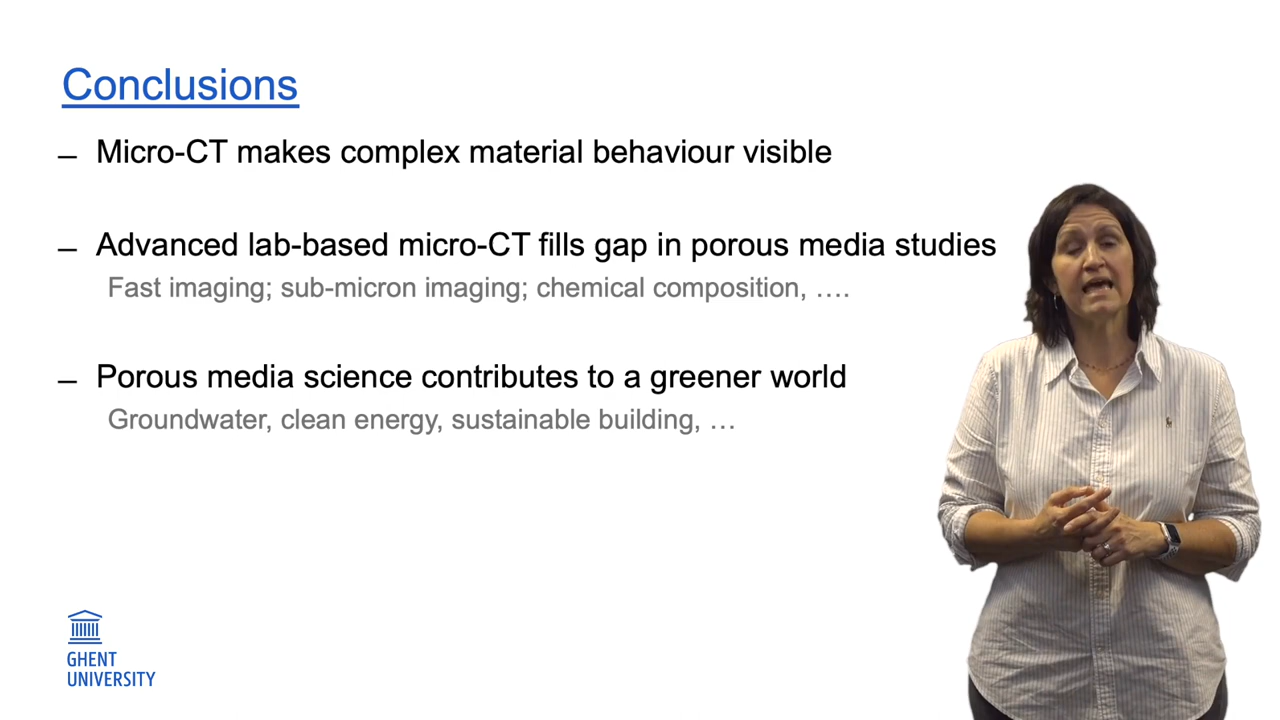 Conclusions
– Micro-CT makes complex material behaviour visible
– Advanced lab-based micro-CT fills gap in porous media studies
Fast imaging; sub-micron imaging; chemical composition, ….
– Porous media science contributes to a greener world
Groundwater, clean energy, sustainable building, …
GHENT
UNIVERSITY